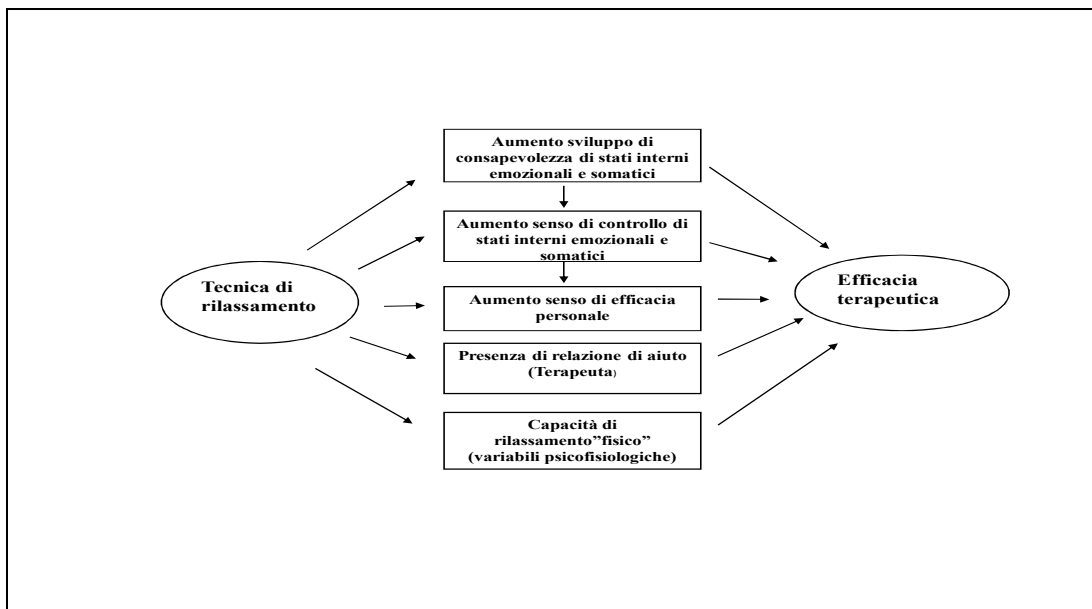 Aumento sviluppo di
consapevolezza di stati interni
emozionali e somatici
Aumento senso di controllo di
stati interni emozionali e
somatici
Tecnica di
rilassamento
Aumento senso di efficacia
personale
Efficacia
terapeutica
Presenza di relazione di aiuto
(Terapeuta)
Capacità di
rilassamento”fisico”
(variabili psicofisiologiche)